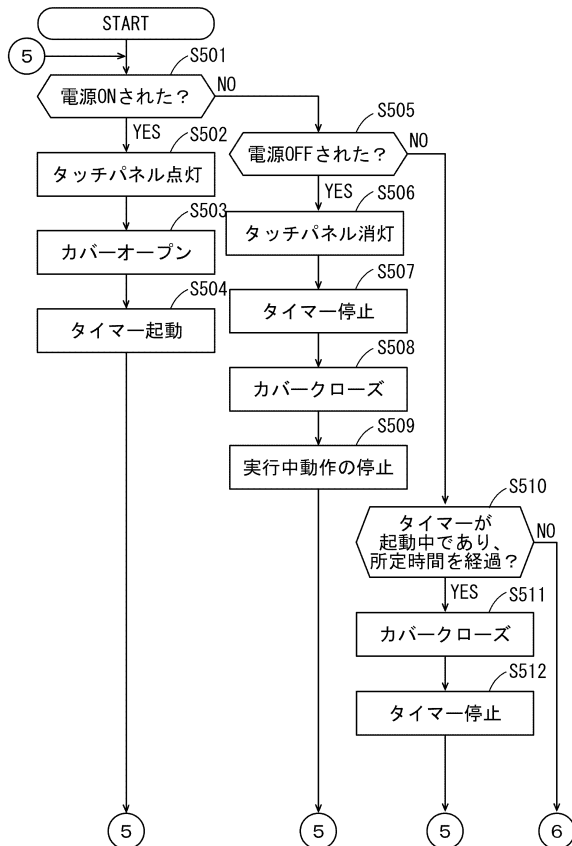 START
5
S501
電源ONされた？
NO
YES
S502
タッチパネル点灯
S503
カバーオープン
S504
タイマー起動
S505
電源OFFされた？
NO
YES
S506
タッチパネル消灯
S507
タイマー停止
S508
カバークローズ
S509
実行中動作の停止
S510
タイマーが
起動中であり、
所定時間を経過？
NO
YES
S511
カバークローズ
S512
タイマー停止
5
5
5
6